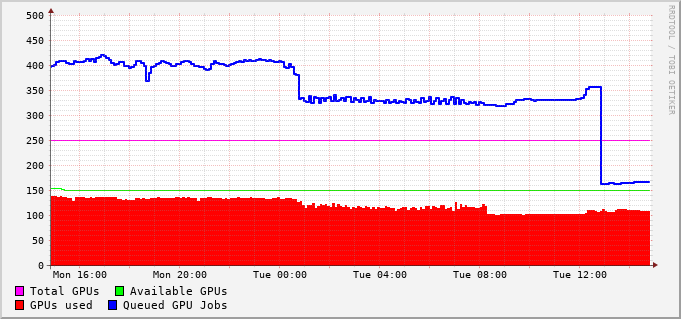 500
450
400
350
300
250
200
150
100
50
0
Mon 16:00 Mon 20:00 Tue 00:00 Tue 04:00 Tue 08:00 Tue 12:00
Total GPUs Available GPUs
GPUs used Queued GPU Jobs
RRDTOOL / TOBI OETIKER